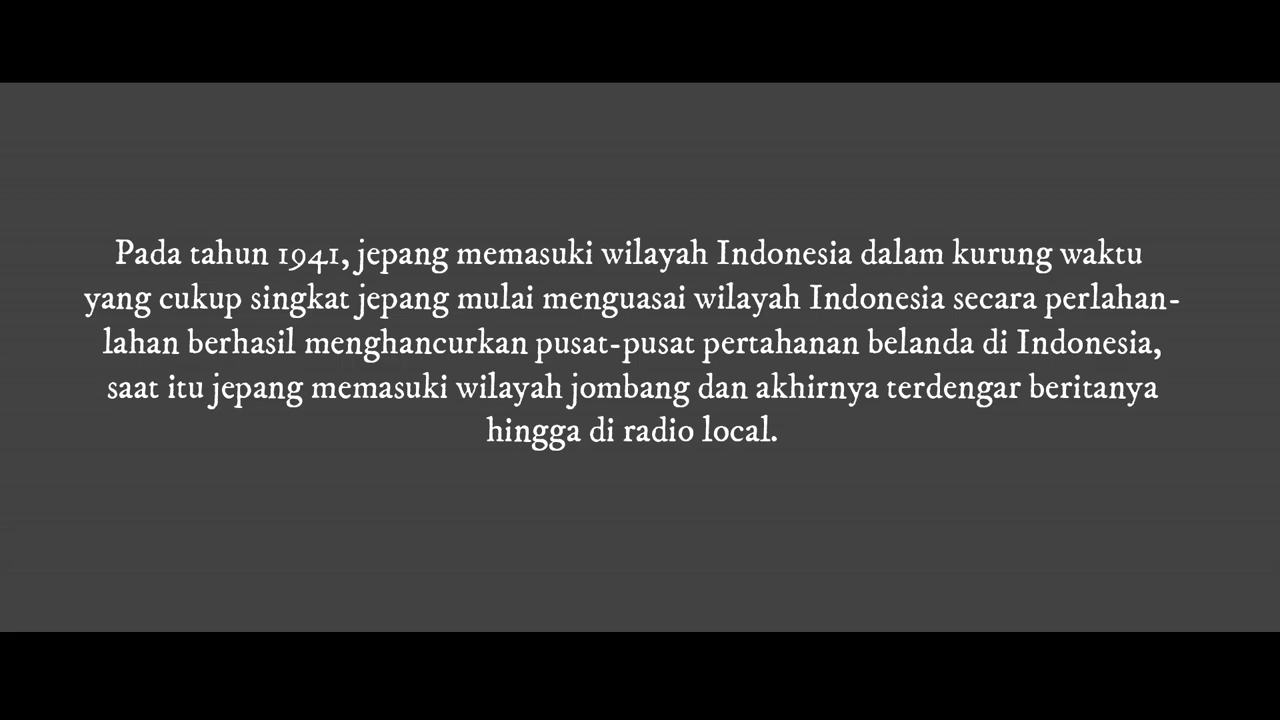 Pada tahun 1941, jepang memasuki wilayah Indonesia dalam kurung waktu
yang cukup singkat jepang mulai menguasai wilayah Indonesia secara perlahan-
lahan berhasil menghancurkan pusat-pusat pertahanan belanda di Indonesia,
saat itu jepang memasuki wilayah jombang dan akhirnya terdengar beritanya
hingga di radio local.